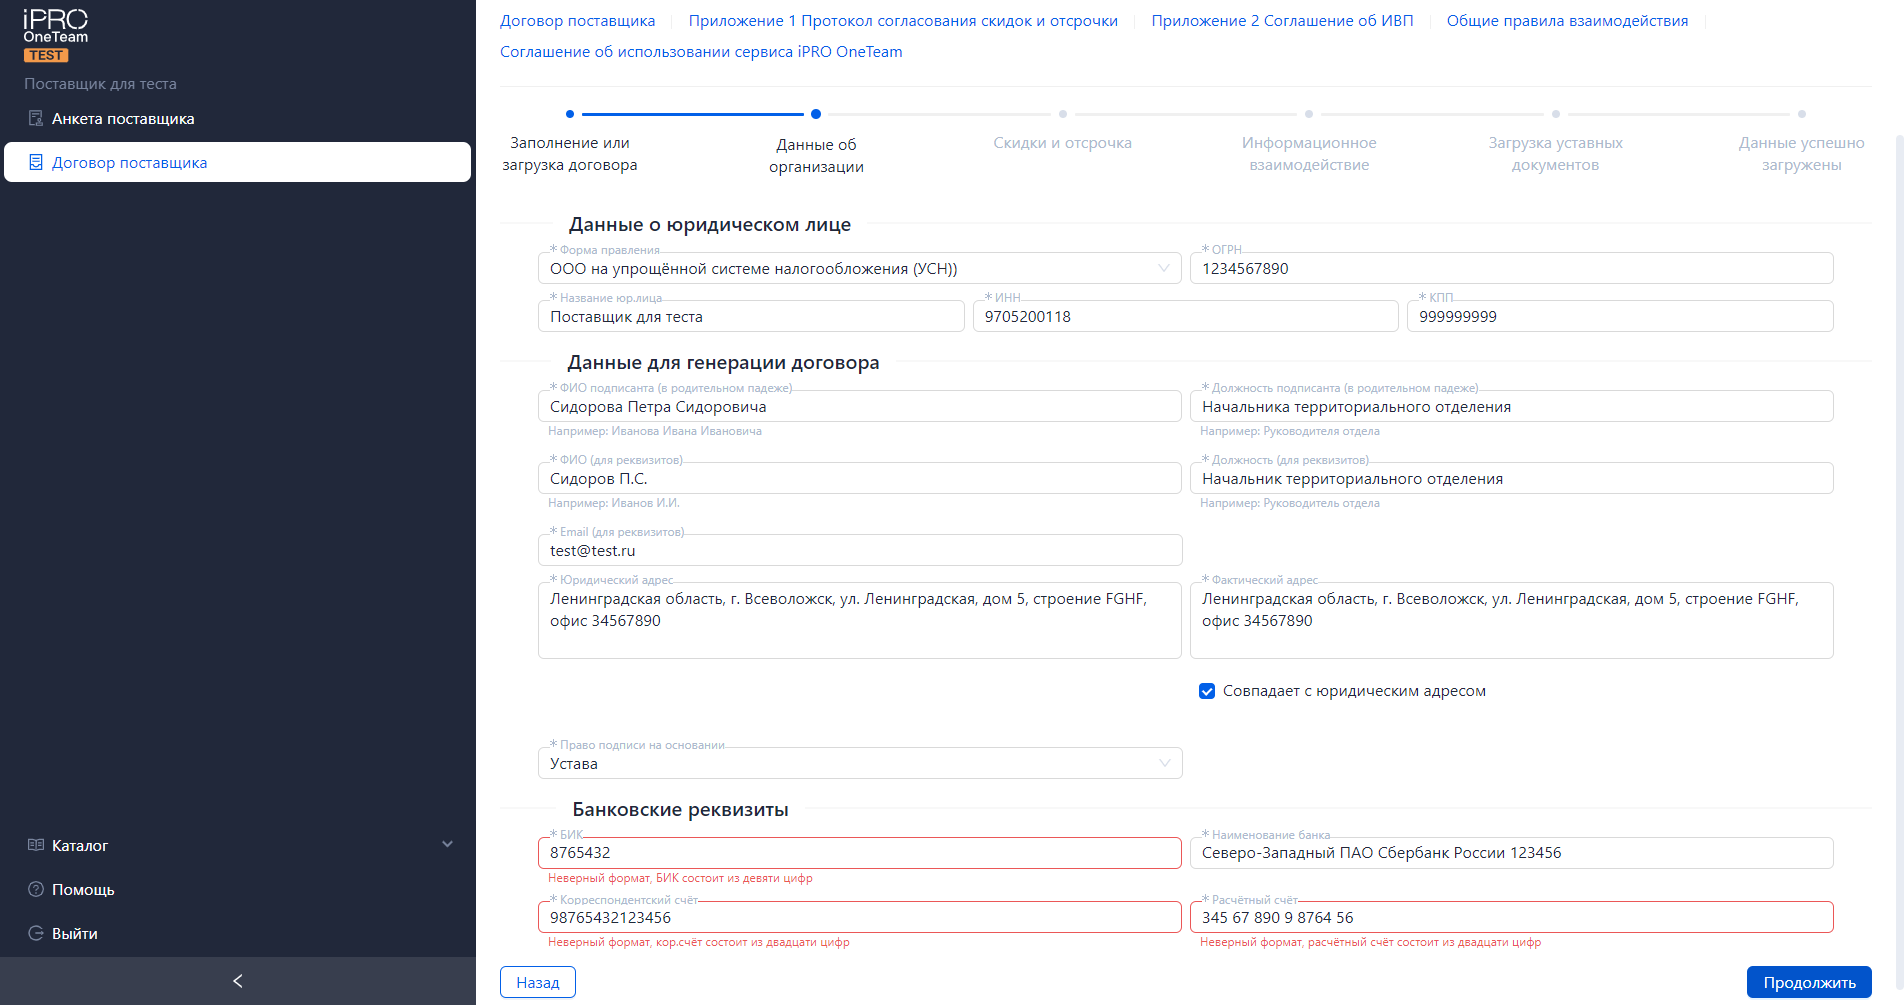 iPRO
OneTeam
TEST
Поставщик для теста
Анкета поставщика
Договор поставщика
Каталог
Помощь
Выйти
Договор поставщика
Приложение 1 Протокол согласования скидок и отсрочки
Приложение 2 Соглашение об ИВП
Общие правила взаимодействия
Соглашение об использовании сервиса iPRO OneTeam
Заполнение или
загрузка договора
Данные об
организации
Скидки и отсрочка
Информационное
взаимодействие
Загрузка уставных
документов
Данные успешно
загружены
Данные о юридическом лице
* Форма правления
ООО на упрощённой системе налогообложения (УСН))
* ОГРН
1234567890
* Название юр.лица
Поставщик для теста
* ИНН
9705200118
* КПП
999999999
Данные для генерации договора
* ФИО подписанта (в родительном падеже)
Сидорова Петра Сидоровича
Например: Иванова Ивана Ивановича
* Должность подписанта (в родительном падеже)
Начальника территориального отделения
Например: Руководителя отдела
* ФИО (для реквизитов)
Сидоров П.С.
Например: Иванов И.И.
* Должность (для реквизитов)
Начальник территориального отделения
Например: Руководитель отдела
* Email (для реквизитов)
test@test.ru
* Юридический адрес
Ленинградская область, г. Всеволожск, ул. Ленинградская, дом 5, строение FGHF,
офис 34567890
* Фактический адрес
Ленинградская область, г. Всеволожск, ул. Ленинградская, дом 5, строение FGHF,
офис 34567890
Совпадает с юридическим адресом
* Право подписи на основании
Устава
Банковские реквизиты
* БИК
8765432
Неверный формат, БИК состоит из девяти цифр
* Наименование банка
Северо-Западный ПАО Сбербанк России 123456
* Корреспондентский счёт
98765432123456
Неверный формат, кор.счёт состоит из двадцати цифр
* Расчётный счёт
345 67 890 9 8764 56
Неверный формат, расчётный счёт состоит из двадцати цифр
Назад
Продолжить